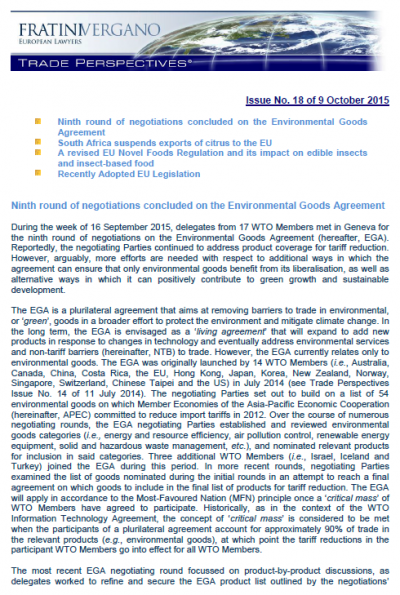 FRATINIVERGANO
EUROPEAN LAWYERS
TRADE PERSPECTIVES©
Issue No. 18 of 9 October 2015
Ninth round of negotiations concluded on the Environmental Goods
Agreement
South Africa suspends exports of citrus to the EU
A revised EU Novel Foods Regulation and its impact on edible insects
and insect-based food
Recently Adopted EU Legislation
Ninth round of negotiations concluded on the Environmental Goods Agreement
During the week of 16 September 2015, delegates from 17 WTO Members met in Geneva for
the ninth round of negotiations on the Environmental Goods Agreement (hereafter, EGA).
Reportedly, the negotiating Parties continued to address product coverage for tariff reduction.
However, arguably, more efforts are needed with respect to additional ways in which the
agreement can ensure that only environmental goods benefit from its liberalisation, as well as
alternative ways in which it can positively contribute to green growth and sustainable
development.
The EGA is a plurilateral agreement that aims at removing barriers to trade in environmental,
or 'green', goods in a broader effort to protect the environment and mitigate climate change. In
the long term, the EGA is envisaged as a 'living agreement' that will expand to add new
products in response to changes in technology and eventually address environmental services
and non-tariff barriers (hereinafter, NTB) to trade. However, the EGA currently relates only to
environmental goods. The EGA was originally launched by 14 WTO Members (i.e., Australia,
Canada, China, Costa Rica, the EU, Hong Kong, Japan, Korea, New Zealand, Norway,
Singapore, Switzerland, Chinese Taipei and the US) in July 2014 (see Trade Perspectives
Issue No. 14 of 11 July 2014). The negotiating Parties set out to build on a list of 54
environmental goods on which Member Economies of the Asia-Pacific Economic Cooperation
(hereinafter, APEC) committed to reduce import tariffs in 2012. Over the course of numerous
negotiating rounds, the EGA negotiating Parties established and reviewed environmental
goods categories (i.e., energy and resource efficiency, air pollution control, renewable energy
equipment, solid and hazardous waste management, etc.), and nominated relevant products
for inclusion in said categories. Three additional WTO Members (i.e., Israel, Iceland and
Turkey) joined the EGA during this period. In more recent rounds, negotiating Parties
examined the list of goods nominated during the initial rounds in an attempt to reach a final
agreement on which goods to include in the final list of products for tariff reduction. The EGA
will apply in accordance to the Most-Favoured Nation (MFN) principle once a 'critical mass' of
WTO Members have agreed to participate. Historically, as in the context of the WTO
Information Technology Agreement, the concept of 'critical mass' is considered to be met
when the participants of a plurilateral agreement account for approximately 90% of trade in
the relevant products (e.g., environmental goods), at which point the tariff reductions in the
participant WTO Members go into effect for all WTO Members.
The most recent EGA negotiating round focussed on product-by-product discussions, as
delegates worked to refine and secure the EGA product list outlined by the negotiations'